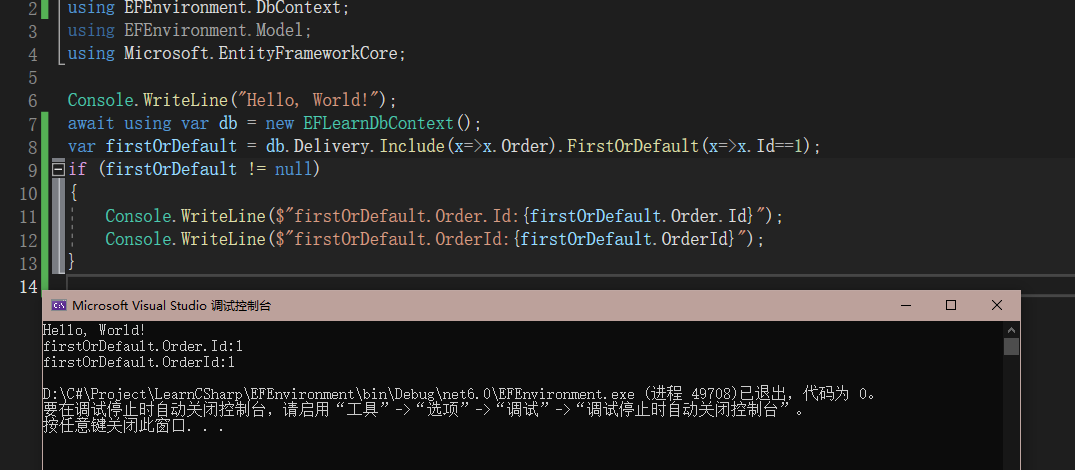 2 using EFEnvironment.DbContext;
3 using EFEnvironment.Model;
4 using Microsoft.EntityFrameworkCore;
5
6 Console.WriteLine("Hello, World!");
7 await using var db = new EFLearnDbContext();
8 var firstOrDefault = db.Delivery.Include(x=>x.Order).FirstOrDefault(x=>x.Id==1);
9 if (firstOrDefault != null)
10 {
11 Console.WriteLine($"firstOrDefault.Order.Id:{firstOrDefault.Order.Id}");
12 Console.WriteLine($"firstOrDefault.OrderId:{firstOrDefault.OrderId}");
13 }
14
Microsoft Visual Studio 调试控制台
Hello, World!
firstOrDefault.Order.Id:1
firstOrDefault.OrderId:1
D:\C#\Project\LearnCSharp\EFEnvironment\bin\Debug\net6.0\EFEnvironment.exe (进程 49708)已退出，代码为 0。
要在调试停止时自动关闭控制台，请启用“工具”->“选项”->“调试”->“调试停止时自动关闭控制台”。
按任意键关闭此窗口. . .